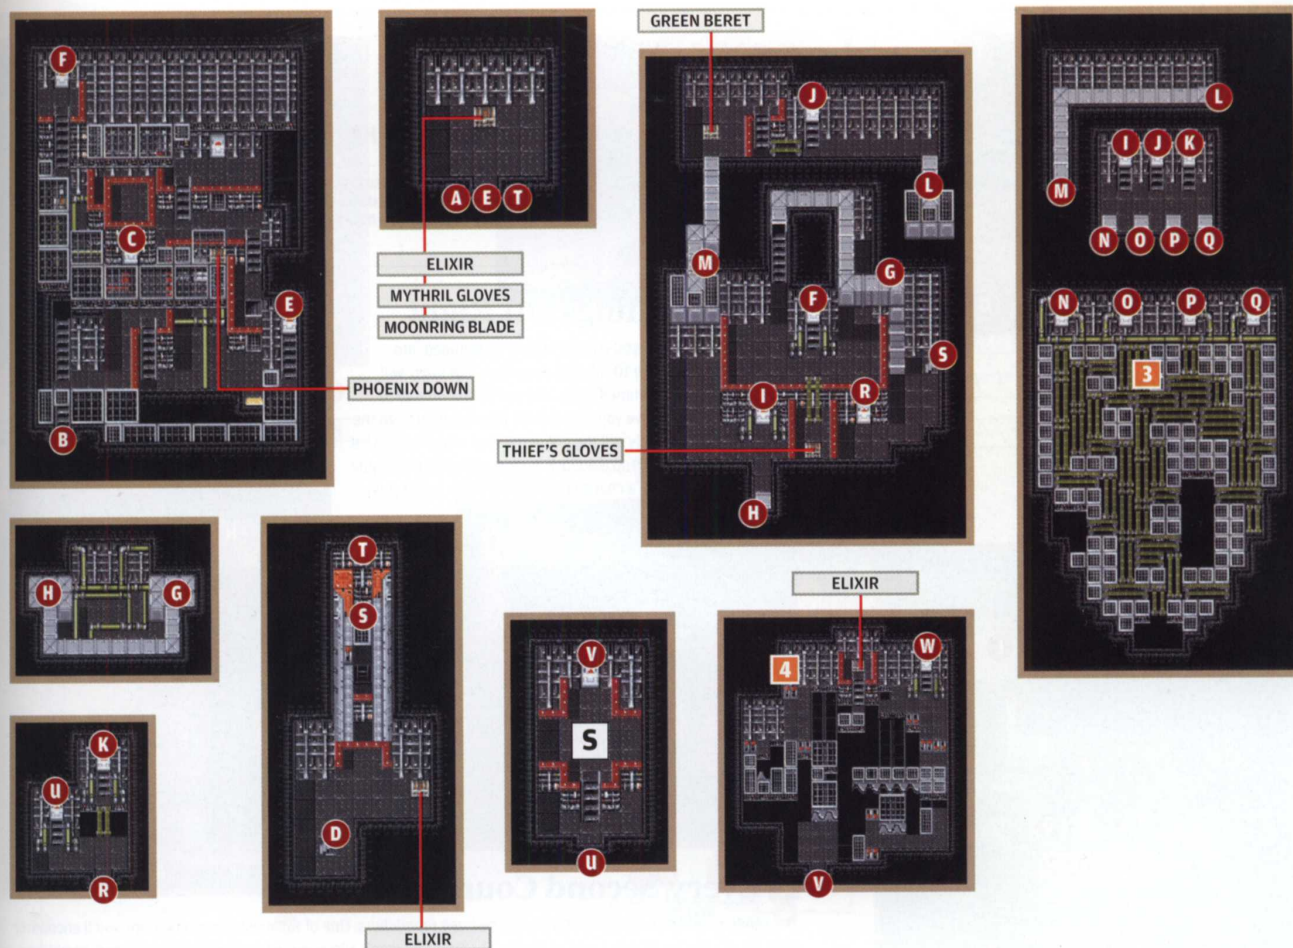 GREEN BERET
F
J
L
I J K
M
N O P Q
A E T
ELIXIR
MYTHRIL GLOVES
MOONRING BLADE
C
E
PHOENIX DOWN
B
L
M
G
F
S
I
R
THIEF'S GLOVES
H
N O P Q
3
H G
T
S
D
ELIXIR
K
U
R
V
S
U
ELIXIR
4
W
V